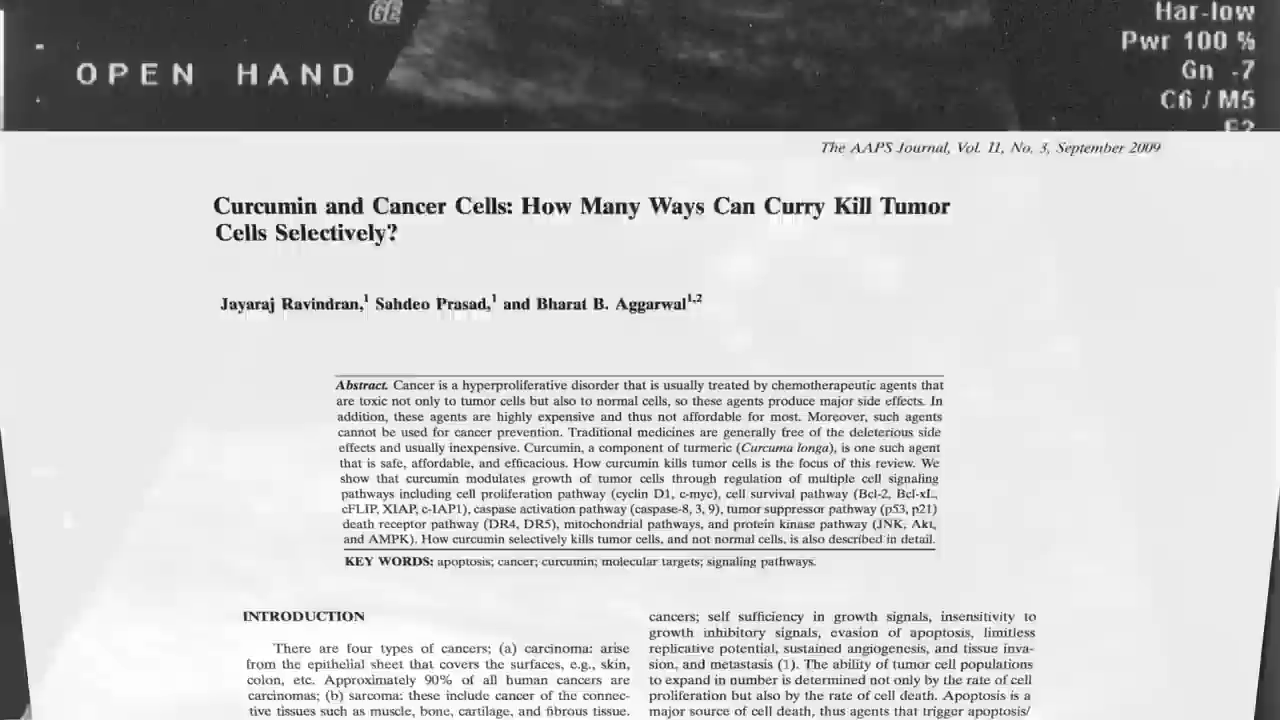 GE
OPEN HAND
Har-low
Pwr 100 %
Gn -7
C6 / M5
The AAPS Journal, Vol. 11, No. 3, September 2009
Curcumin and Cancer Cells: How Many Ways Can Curry Kill Tumor
Cells Selectively?
Jayaraj Ravindran,1 Sahdeo Prasad,1 and Bharat B. Aggarwal1,2
Abstract. Cancer is a hyperproliferative disorder that is usually treated by chemotherapeutic agents that
are toxic not only to tumor cells but also to normal cells, so these agents produce major side effects. In
addition, these agents are highly expensive and thus not affordable for most. Moreover, such agents
cannot be used for cancer prevention. Traditional medicines are generally free of the deleterious side
effects and usually inexpensive. Curcumin, a component of turmeric (Curcuma longa), is one such agent
that is safe, affordable, and efficacious. How curcumin kills tumor cells is the focus of this review. We
show that curcumin modulates growth of tumor cells through regulation of multiple cell signaling
pathways including cell proliferation pathway (cyclin D1, c-myc), cell survival pathway (Bcl-2, Bcl-xL,
cFLIP, XIAP, c-IAP1), caspase activation pathway (caspase-8, 3, 9), tumor suppressor pathway (p53, p21)
death receptor pathway (DR4, DR5), mitochondrial pathways, and protein kinase pathway (JNK, Akt,
and AMPK). How curcumin selectively kills tumor cells, and not normal cells, is also described in detail.
KEY WORDS: apoptosis; cancer; curcumin; molecular targets; signaling pathways.
INTRODUCTION
There are four types of cancers; (a) carcinoma: arise
from the epithelial sheet that covers the surfaces, e.g., skin,
colon, etc. Approximately 90% of all human cancers are
carcinomas; (b) sarcoma: these include cancer of the connec-
tive tissues such as muscle, bone, cartilage, and fibrous tissue.
cancers; self sufficiency in growth signals, insensitivity to
growth inhibitory signals, evasion of apoptosis, limitless
replicative potential, sustained angiogenesis, and tissue inva-
sion, and metastasis (1). The ability of tumor cell populations
to expand in number is determined not only by the rate of cell
proliferation but also by the rate of cell death. Apoptosis is a
major source of cell death, thus agents that trigger apoptosis/